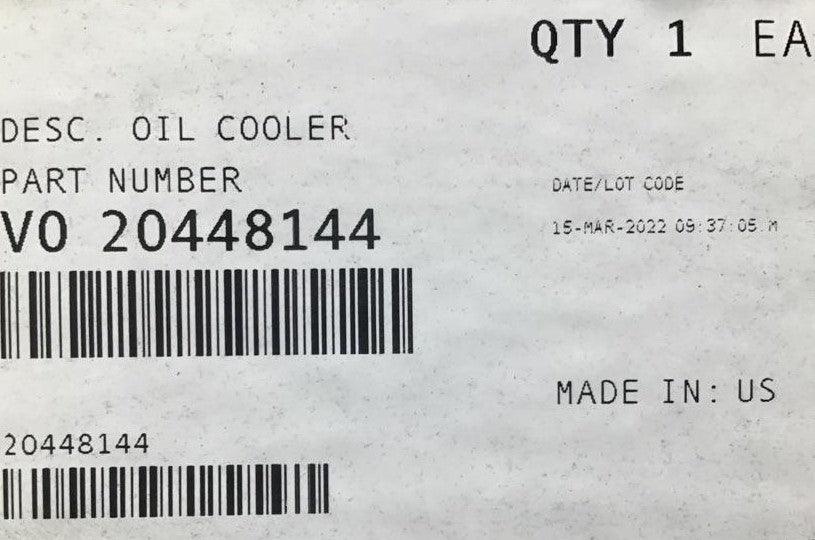 QTY 1 EA
DESC. OIL COOLER
PART NUMBER
DATE/LOT CODE
VO 20448144
15-MAR-2022 09:37:05
MADE IN: US
20448144